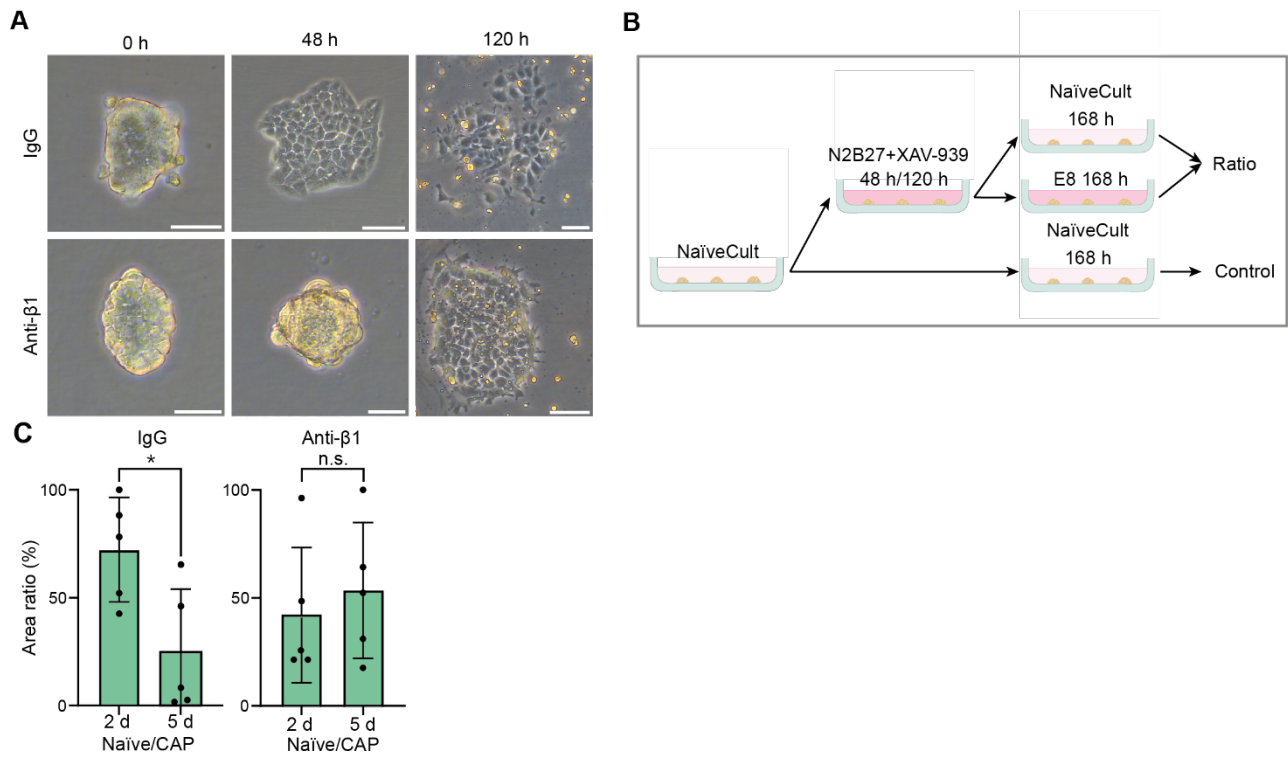 A
0 h 48 h 120 h
IgG
Anti-β1
B
NaïveCult
N2B27+XAV-939
48 h/120 h
NaïveCult
168 h
E8 168 h
NaïveCult
168 h
Ratio
Control
C
IgG
*
Area ratio (%)
100
50
0
2 d 5 d
Naïve/CAP
Anti-β1
n.s.
100
50
0
2 d 5 d
Naïve/CAP